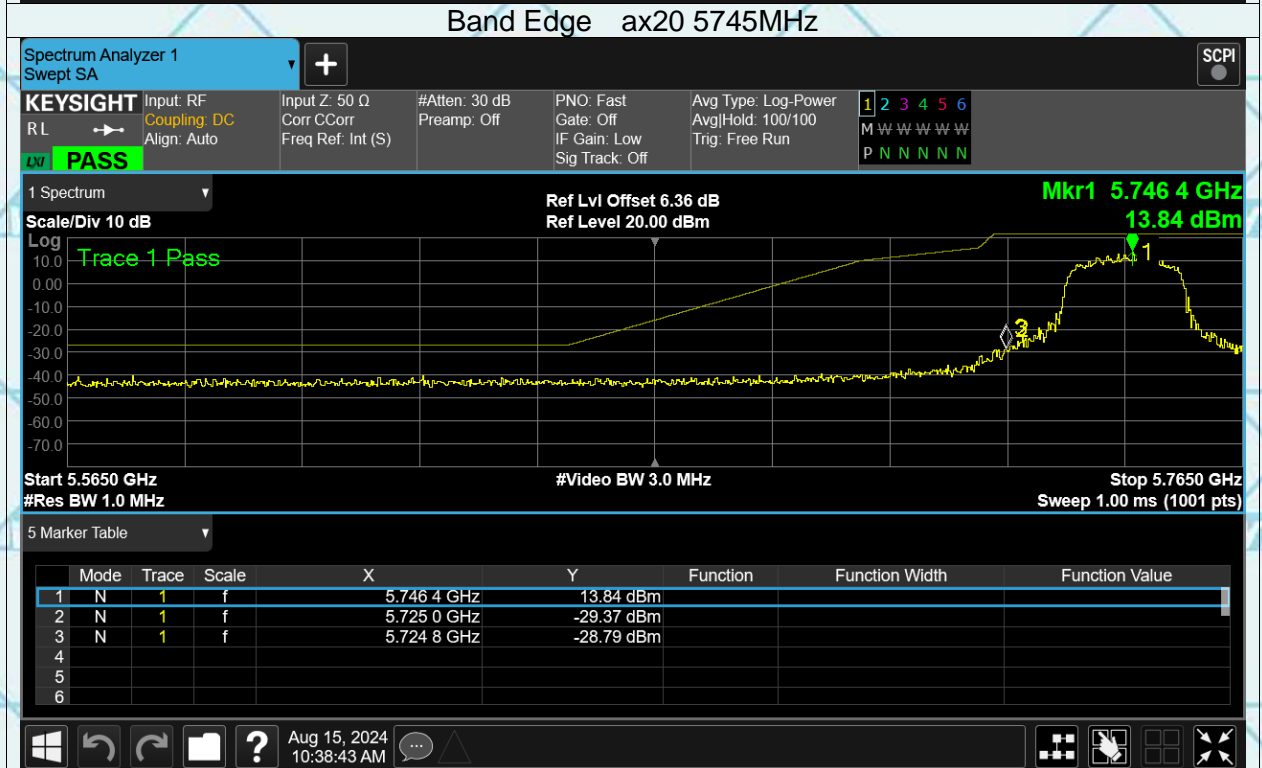 Band Edge ax20 5745MHz
Spectrum Analyzer 1
Swept SA
SCPI
KEYSIGHT Input: RF Input Z: 50 Ω #Atten: 30 dB PNO: Fast Avg Type: Log-Power 1 2 3 4 5 6
RL Coupling: DC Corr CCorr Preamp: Off Gate: Off Avg|Hold: 100/100 M W W W W W W
Align: Auto Freq Ref: Int (S) IF Gain: Low Trig: Free Run P N N N N N
LXI PASS Sig Track: Off
1 Spectrum
Ref Lvl Offset 6.36 dB Mkr1 5.746 4 GHz
Scale/Div 10 dB Ref Level 20.00 dBm 13.84 dBm
Log
Trace 1 Pass
1
10.0
0.00
-10.0
-20.0
3
-30.0
-40.0
-50.0
-60.0
-70.0
Start 5.5650 GHz #Video BW 3.0 MHz Stop 5.7650 GHz
#Res BW 1.0 MHz Sweep 1.00 ms (1001 pts)
5 Marker Table
Mode Trace Scale X Y Function Function Width Function Value
1 N 1 f 5.746 4 GHz 13.84 dBm
2 N 1 f 5.725 0 GHz -29.37 dBm
3 N 1 f 5.724 8 GHz -28.79 dBm
4
5
6
? Aug 15, 2024
10:38:43 AM